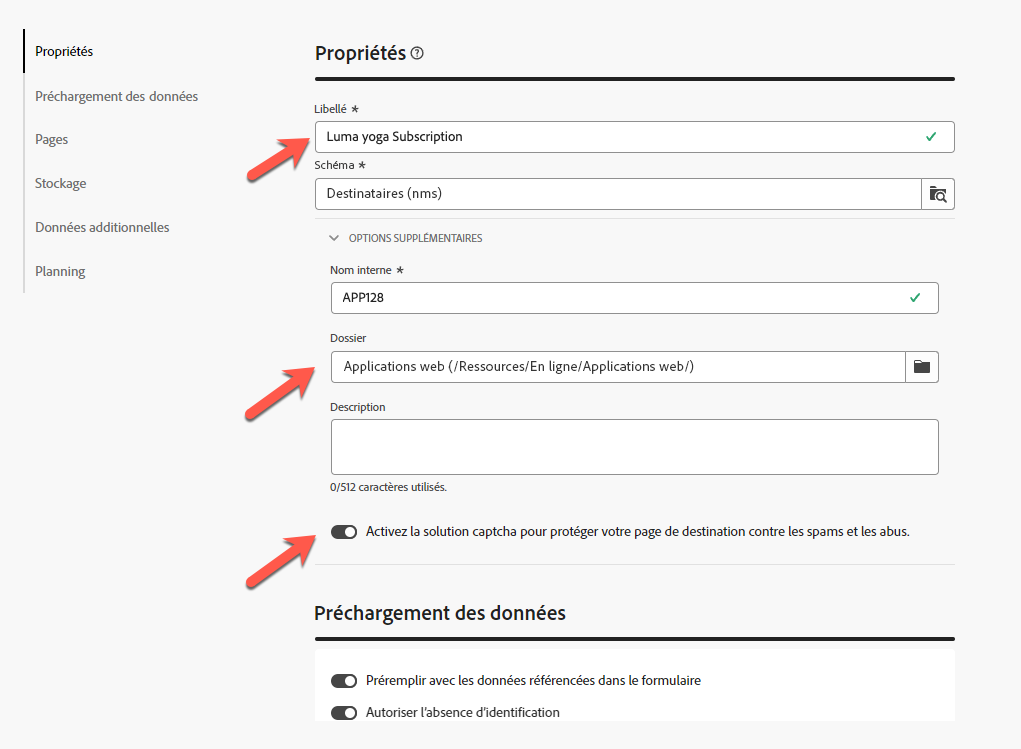 Propriétés
Préchargement des données
Pages
Stockage
Données additionnelles
Planning
Propriétés
Libellé *
Luma yoga Subscription
Schéma *
Destinataires (nms)
OPTIONS SUPPLÉMENTAIRES
Nom interne *
APP128
Dossier
Applications web (/Ressources/En ligne/Applications web/)
Description
0/512 caractères utilisés.
Activez la solution captcha pour protéger votre page de destination contre les spams et les abus.
Préchargement des données
Préremplir avec les données référencées dans le formulaire
Autoriser l’absence d’identification